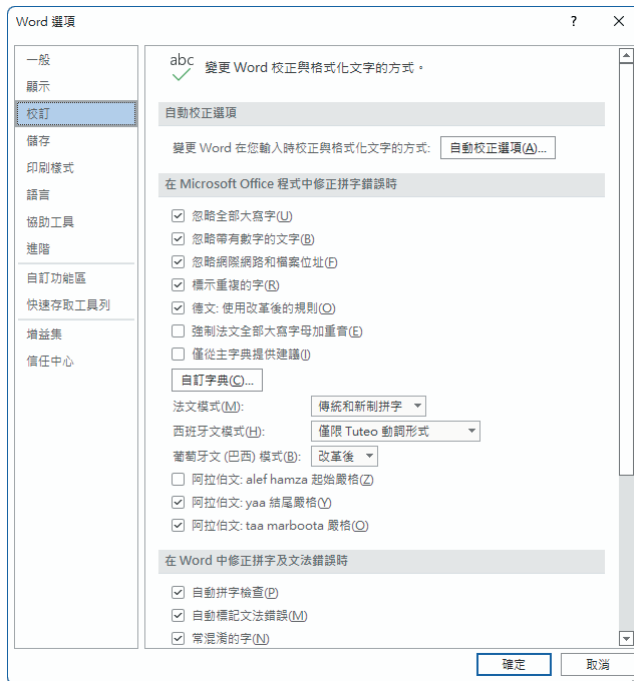 Word 選項
一般
顯示
校訂
儲存
印刷樣式
語言
協助工具
進階
自訂功能區
快速存取工具列
增益集
信任中心
abc
變更 Word 校正與格式化文字的方式。
自動校正選項
變更 Word 在您輸入時校正與格式化文字的方式: 自動校正選項(A)...
在 Microsoft Office 程式中修正拼字錯誤時
忽略全部大寫字(U)
忽略帶有數字的文字(B)
忽略網際網路和檔案位址(F)
標示重複的字(R)
德文: 使用改革後的規則(O)
強制法文全部大寫字母加重音(E)
僅從主字典提供建議(I)
自訂字典(C)...
法文模式(M): 傳統和新制拼字
西班牙文模式(H): 僅限 Tuteo 動詞形式
葡萄牙文 (巴西) 模式(B): 改革後
阿拉伯文: alef hamza 起始嚴格(Z)
阿拉伯文: yaa 結尾嚴格(Y)
阿拉伯文: taa marboota 嚴格(O)
在 Word 中修正拼字及文法錯誤時
自動拼字檢查(P)
自動標記文法錯誤(M)
常混淆的字(N)
確定 取消